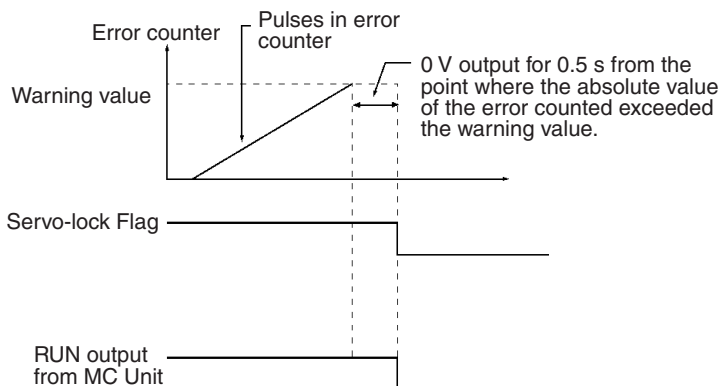 Error counter
Pulses in error
counter
Warning value
0 V output for 0.5 s from the
point where the absolute value
of the error counted exceeded
the warning value.
Servo-lock Flag
RUN output
from MC Unit